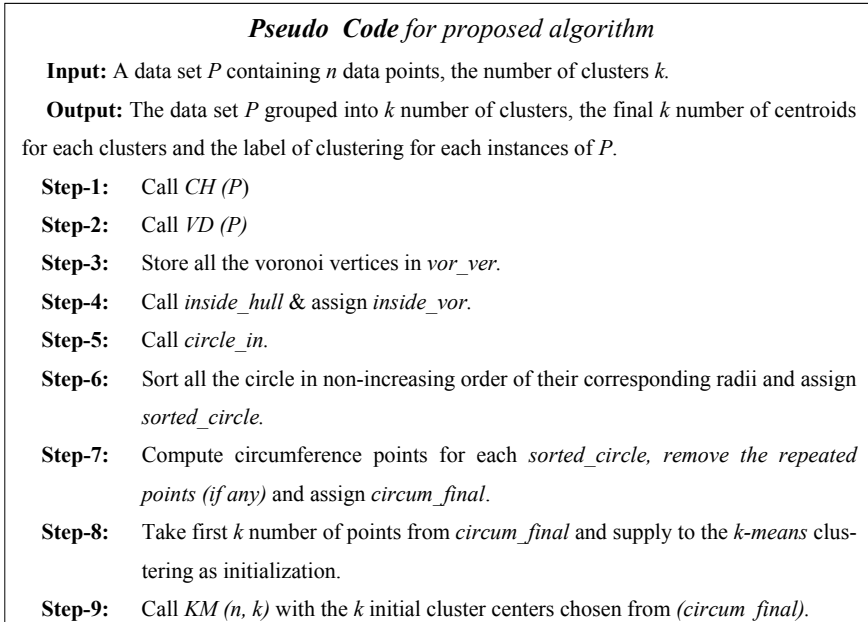 Pseudo Code for proposed algorithm
Input: A data set P containing n data points, the number of clusters k.
Output: The data set P grouped into k number of clusters, the final k number of centroids
for each clusters and the label of clustering for each instances of P.
Step-1: Call CH (P)
Step-2: Call VD (P)
Step-3: Store all the voronoi vertices in vor_ver.
Step-4: Call inside_hull & assign inside_vor.
Step-5: Call circle_in.
Step-6: Sort all the circle in non-increasing order of their corresponding radii and assign
sorted_circle.
Step-7: Compute circumference points for each sorted_circle, remove the repeated
points (if any) and assign circum_final.
Step-8: Take first k number of points from circum_final and supply to the k-means clus-
tering as initialization.
Step-9: Call KM (n, k) with the k initial cluster centers chosen from (circum_final).